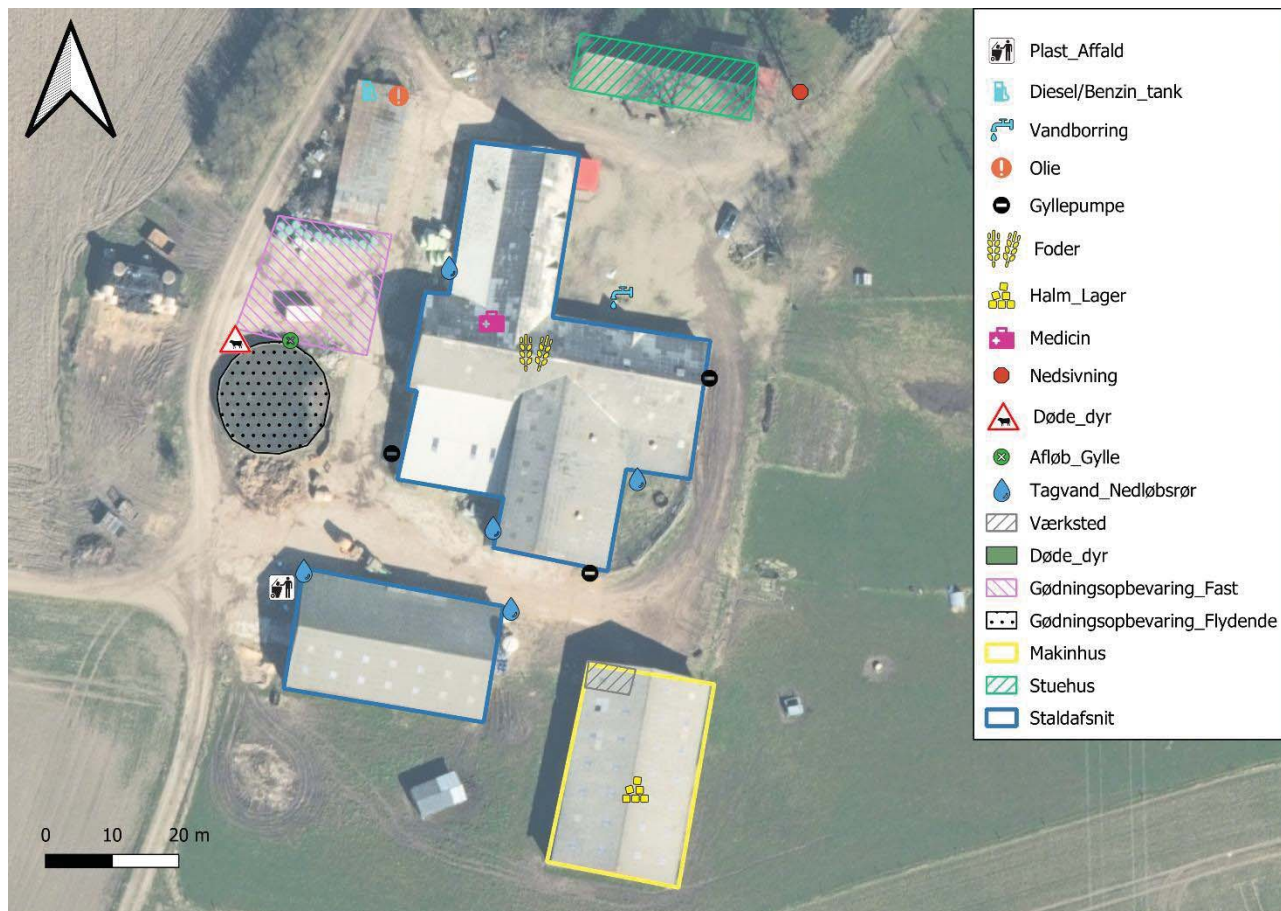 Plast_Affald
Diesel/Benzin_tank
Vandborring
Olie
Gyllepumpe
Foder
Halm_Lager
Medicin
Nedsivning
Døde_dyr
Afløb_Gylle
Tagvand_Nedløbsrør
Værksted
Døde_dyr
Gødningsopbevaring_Fast
Gødningsopbevaring_Flydende
Makinhus
Stuehus
Staldafsnit
0 10 20 m